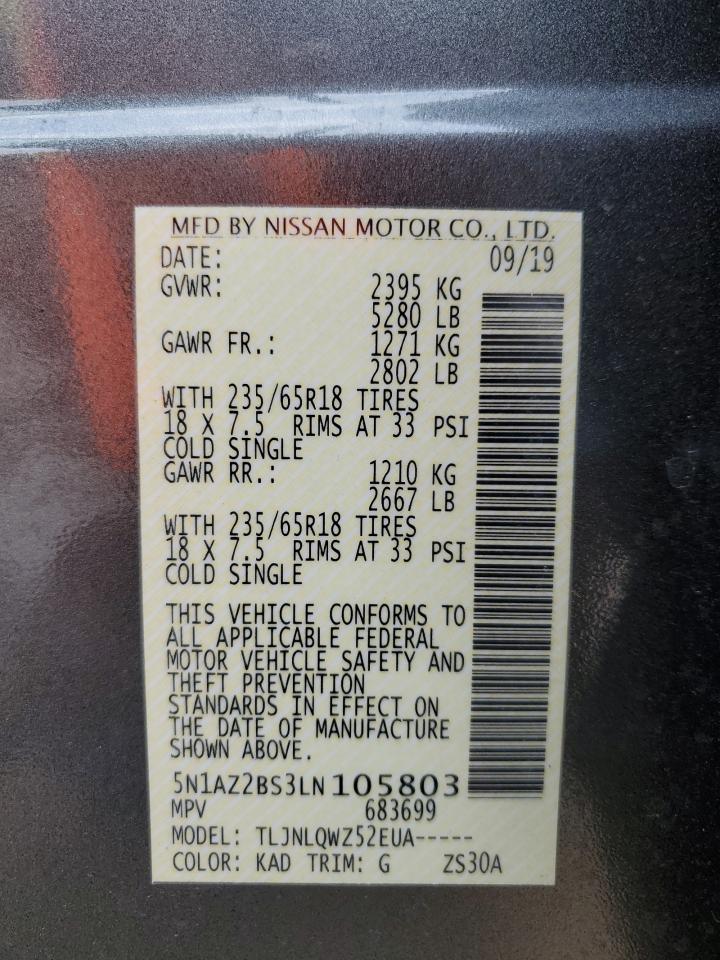 MFD BY NISSAN MOTOR CO., LTD.
DATE: 09/19
GVWR: 2395 KG
5280 LB
GAWR FR.: 1271 KG
2802 LB
WITH 235/65R18 TIRES
18 X 7.5 RIMS AT 33 PSI
COLD SINGLE
GAWR RR.: 1210 KG
2667 LB
WITH 235/65R18 TIRES
18 X 7.5 RIMS AT 33 PSI
COLD SINGLE
THIS VEHICLE CONFORMS TO
ALL APPLICABLE FEDERAL
MOTOR VEHICLE SAFETY AND
THEFT PREVENTION
STANDARDS IN EFFECT ON
THE DATE OF MANUFACTURE
SHOWN ABOVE.
5N1AZ2BS3LN105803
MPV 683699
MODEL: TLJNLQWZ52EUA-----
COLOR: KAD TRIM: G ZS30A